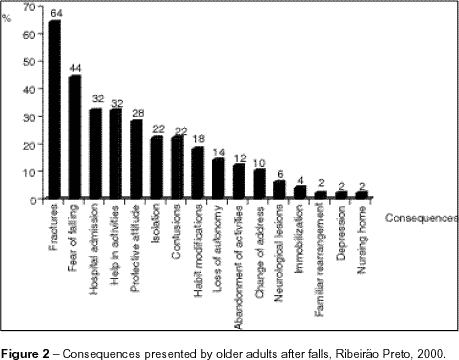 70
%
60
50
40
30
20
10
0
64
44
32
32
28
22
22
18
14
12
10
6
4
2
2
2
Fractures
Fear of falling
Hospital admission
Help in activities
Protective attitude
Isolation
Contusions
Habit modifications
Loss of autonomy
Abandonment of activities
Change of address
Neurological lesions
Immobilization
Familiar rearrangement
Depression
Nursing home
Consequences
Figure 2 – Consequences presented by older adults after falls, Ribeirão Preto, 2000.